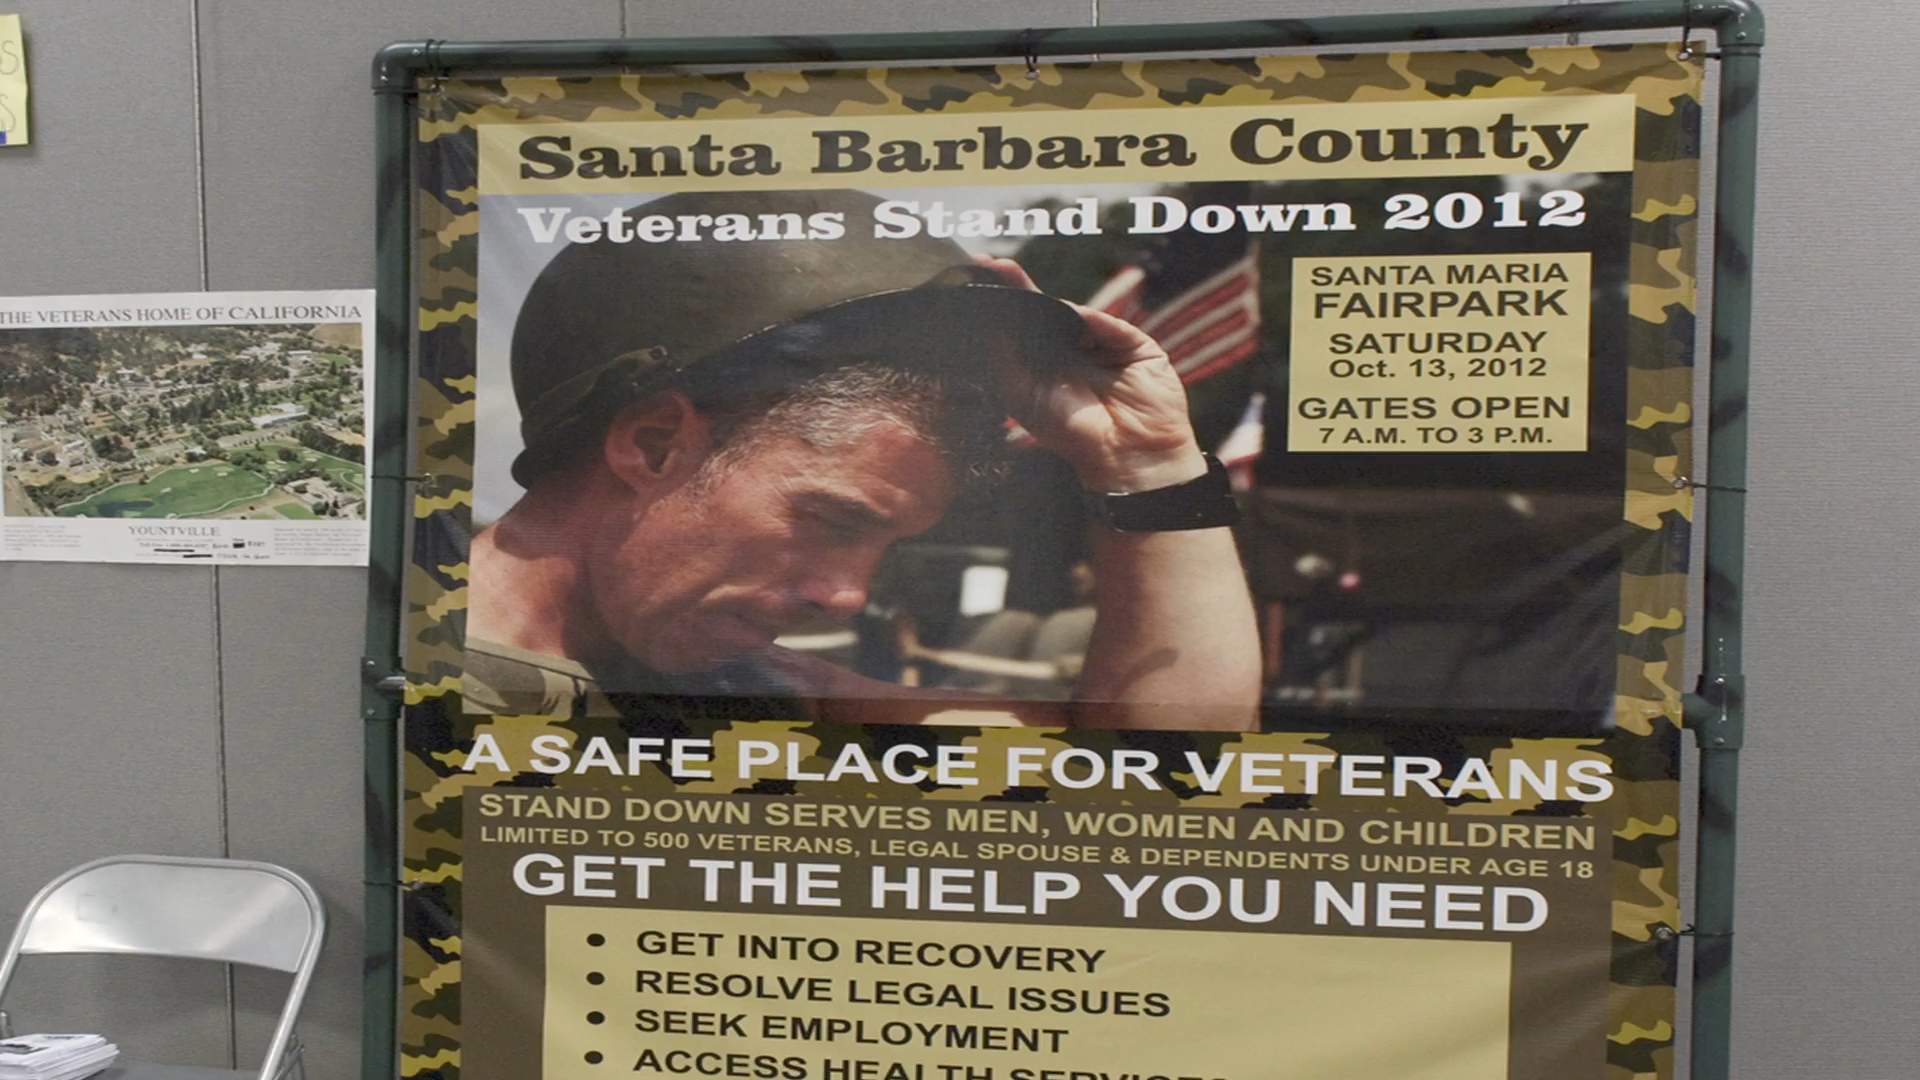 Santa Barbara County
Veterans Stand Down 2012
SANTA MARIA
FAIRPARK
SATURDAY
Oct. 13, 2012
GATES OPEN
7 A.M. TO 3 P.M.
A SAFE PLACE FOR VETERANS
STAND DOWN SERVES MEN, WOMEN AND CHILDREN
LIMITED TO 500 VETERANS, LEGAL SPOUSE & DEPENDENTS UNDER AGE 18
GET THE HELP YOU NEED
• GET INTO RECOVERY
• RESOLVE LEGAL ISSUES
• SEEK EMPLOYMENT
• ACCESS HEALTH SERVICES
THE VETERANS HOME OF CALIFORNIA
YOUNTVILLE